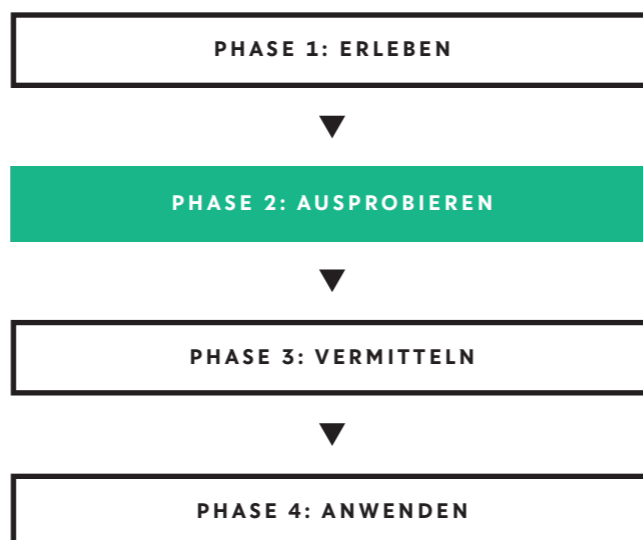 PHASE 1: ERLEBEN
PHASE 2: AUSPROBIEREN
PHASE 3: VERMITTELN
PHASE 4: ANWENDEN